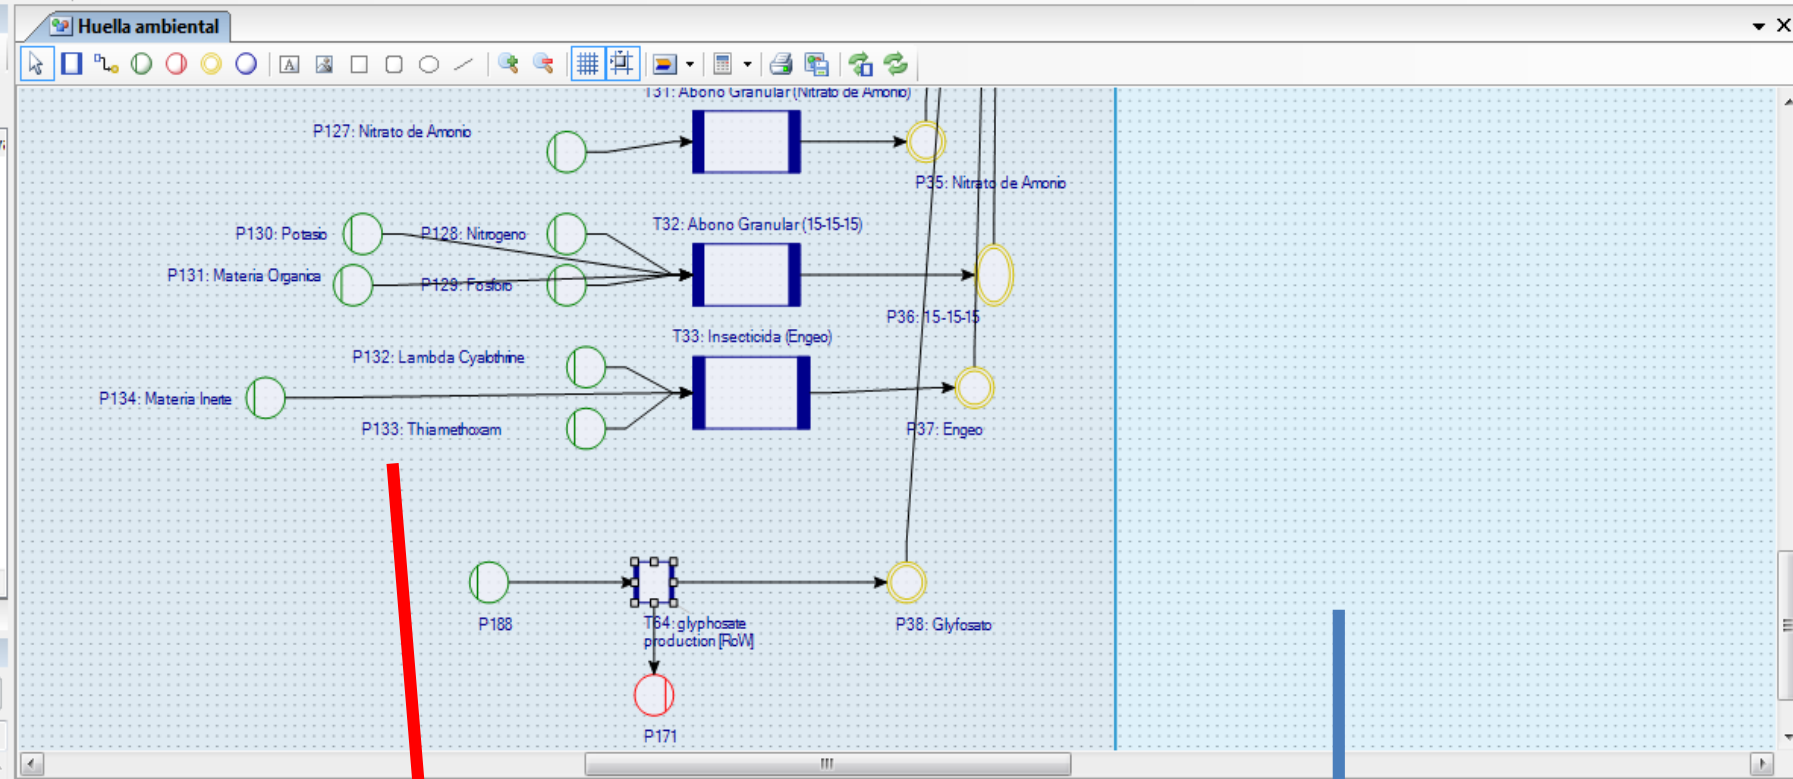 Huella ambiental
T31: Abono Granular (Nitrato de Amonio)
P127: Nitrato de Amonio
P35: Nitrato de Amonio
P130: Potasio
P128: Nitrogeno
T32: Abono Granular (15-15-15)
P131: Materia Organica
P129: Fosforo
P36: 15-15-15
T33: Insecticida (Engeo)
P132: Lambda Cyalothrine
P134: Materia Inerte
P133: Thiamethoxam
P37: Engeo
P188
T64: glyphosate
production [RoW]
P38: Glyfosato
P171